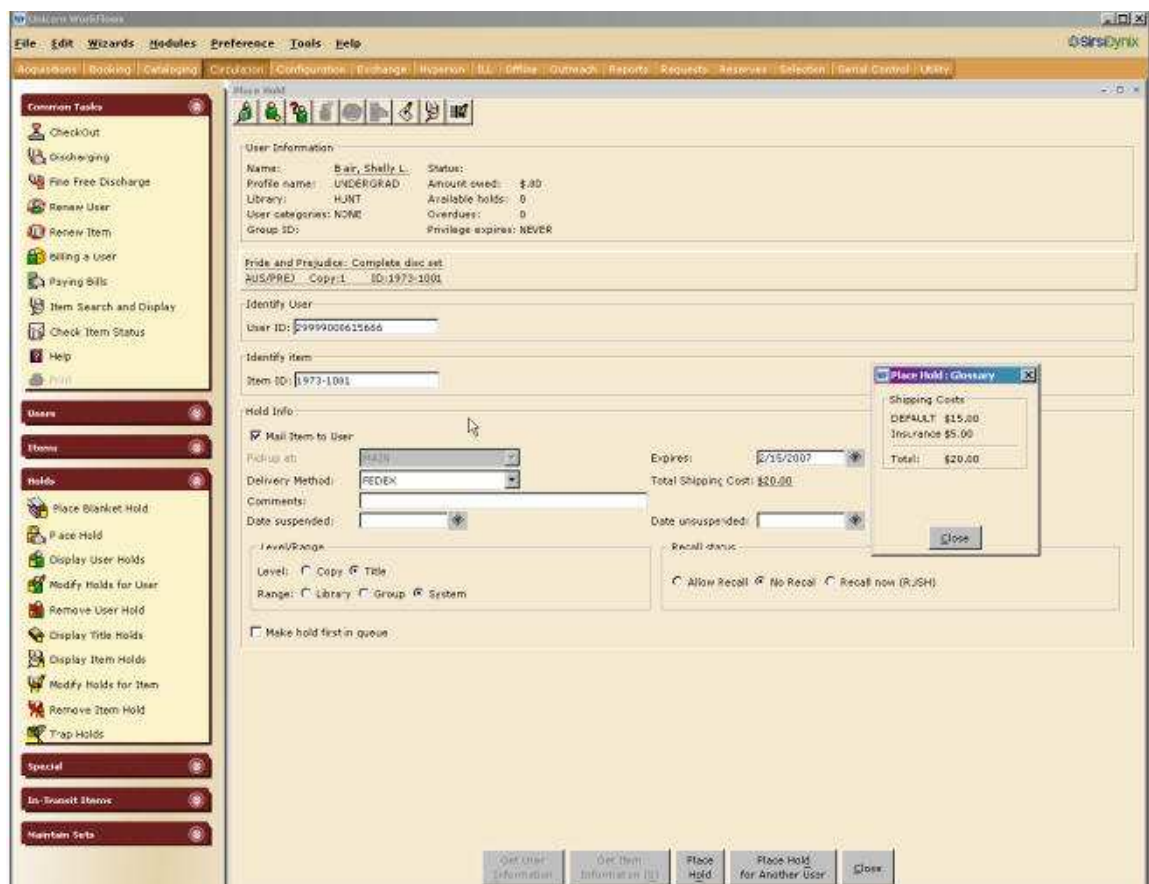 Unicorn WorkFlows
File Edit Wizards Modules Preference Tools Help
SirsiDynix
Acquisitions Booking Cataloging Circulation Configuration Exchange Hyperion ILL Offline Outreach Reports Requests Reserves Selection Serial Control Utility
Common Tasks
CheckOut
Discharging
Fine Free Discharge
Renew User
Renew Item
Billing a User
Paying Bills
Item Search and Display
Check Item Status
Help
Print
Users
Items
Holds
Place Blanket Hold
Place Hold
Display User Holds
Modify Holds for User
Remove User Hold
Display Title Holds
Display Item Holds
Modify Holds for Item
Remove Item Hold
Trap Holds
Special
In-Transit Items
Maintain Sets
Place Hold
User Information
Name: Blair, Shelly L. Status:
Profile name: UNDERGRAD Amount owed: $.00
Library: HUNT Available holds: 0
User categories: NONE Overdues: 0
Group ID: Privilege expires: NEVER
Pride and Prejudice: Complete disc set
AUS/PREJ Copy:1 ID:1973-1001
Identify User
User ID: 29999000615666
Identify item
Item ID: 1973-1001
Hold Info
Mail Item to User
Pickup at: MAIN Expires: 2/15/2007
Delivery Method: FEDEX Total Shipping Cost: $20.00
Comments:
Date suspended: Date unsuspended:
Level/Range
Level: Copy Title
Range: Library Group System
Recall status
Allow Recall No Recall Recall now (RUSH)
Make hold first in queue
Place Hold : Glossary
Shipping Costs
DEFAULT $15.00
Insurance $5.00
Total: $20.00
Close
Get User Information
Get Item Information
Place Hold
Place Hold for Another User
Close